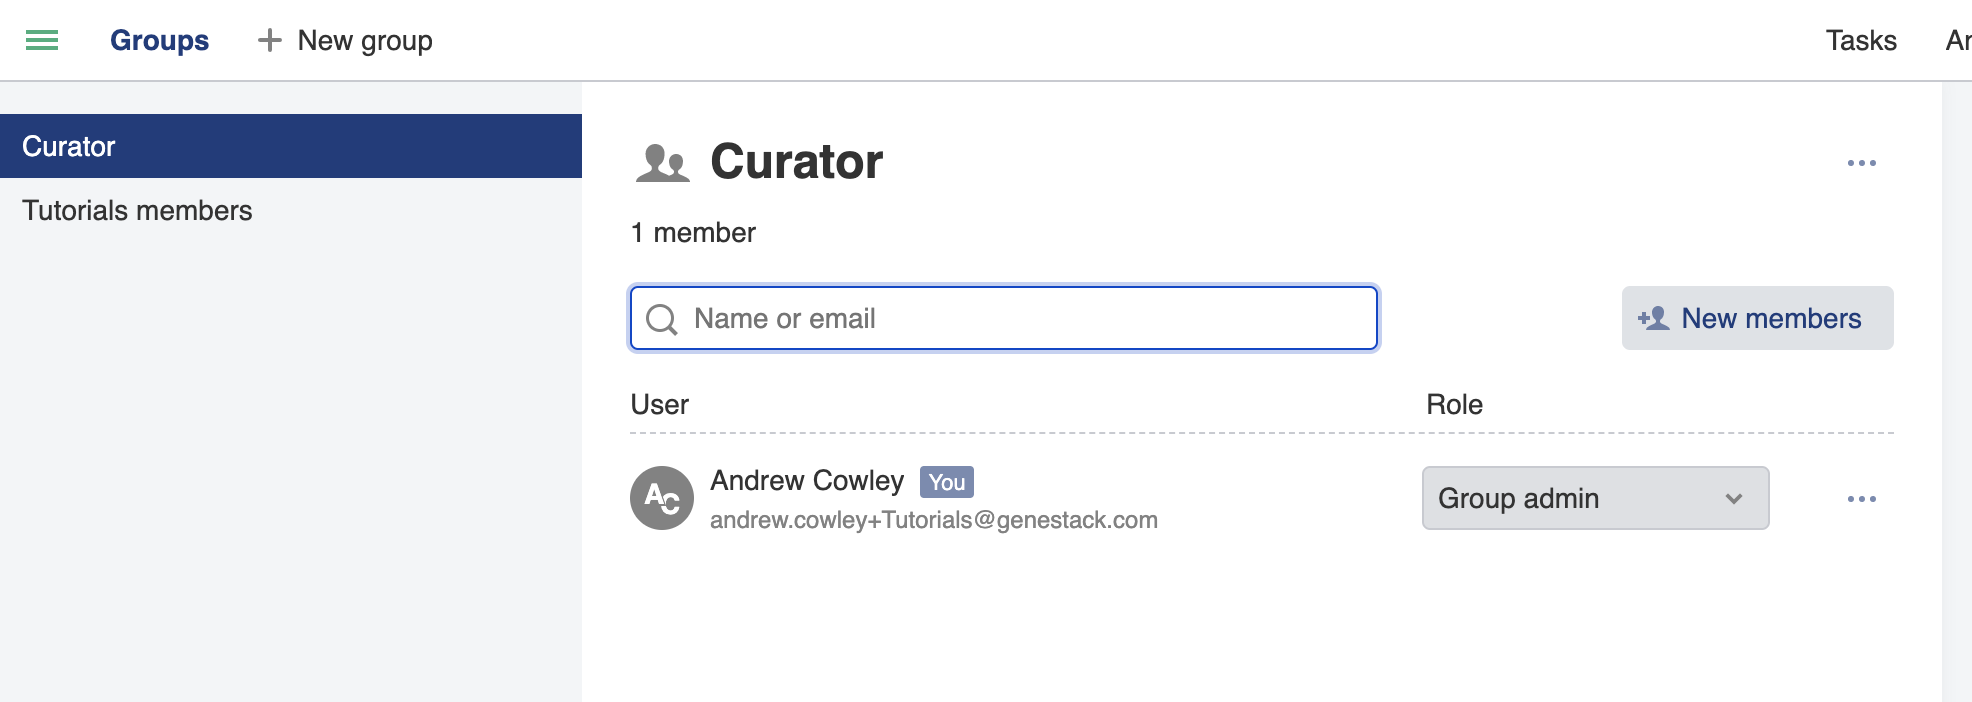 Groups
New group
Tasks
Curator
Tutorials members
Curator
1 member
Name or email
New members
User
Role
AC
Andrew Cowley
You
andrew.cowley+Tutorials@genestack.com
Group admin